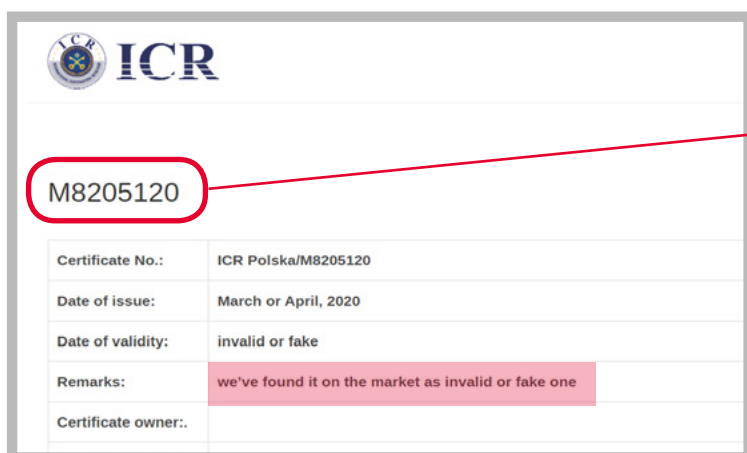 ICR
ICR
M8205120
Certificate No.: ICR Polska/M8205120
Date of issue: March or April, 2020
Date of validity: invalid or fake
Remarks: we've found it on the market as invalid or fake one
Certificate owner:.